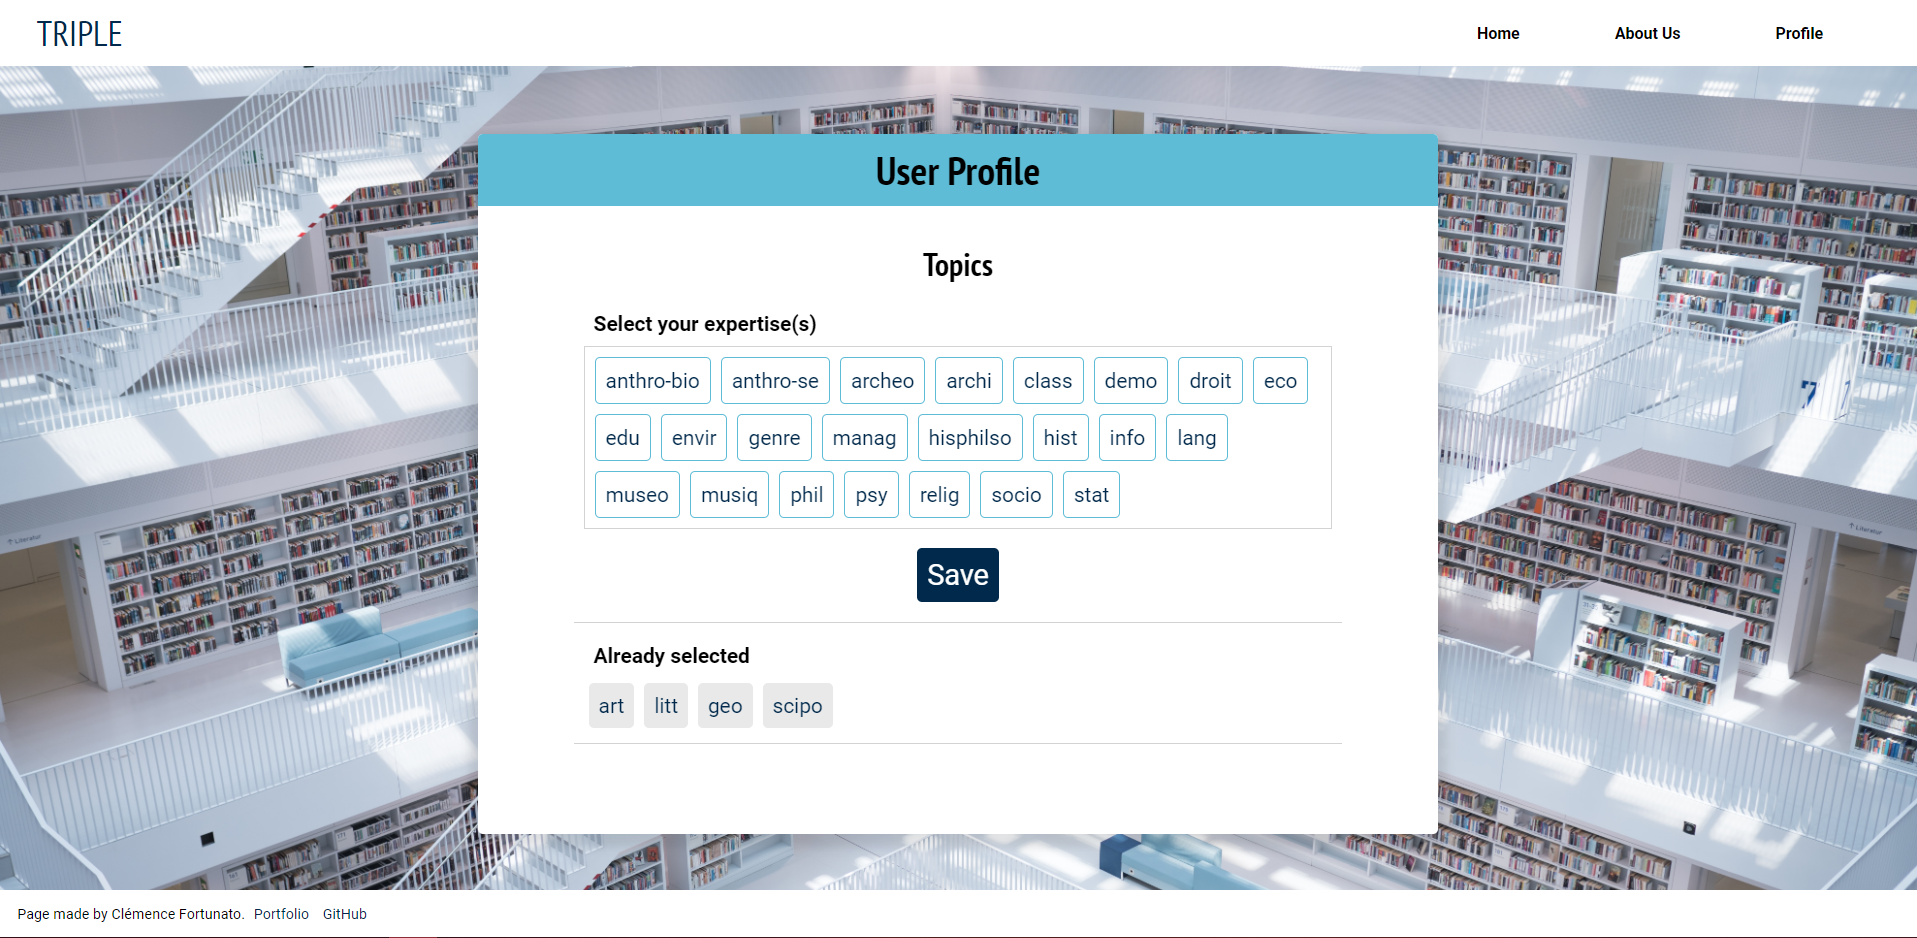 TRIPLE Home About Us Profile
User Profile
Topics
Select your expertise(s)
anthro-bio anthro-se archeo archi class demo droit eco
edu envir genre manag hisphilso hist info lang
museo musiq phil psy relig socio stat
Save
Already selected
art litt geo scipo
Literatur
Literatur
Page made by Clémence Fortunato. Portfolio GitHub